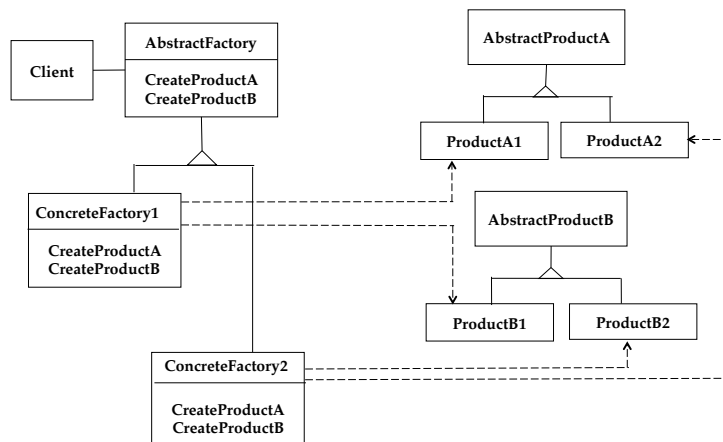 Client
AbstractFactory
CreateProductA
CreateProductB
AbstractProductA
ProductA1
ProductA2
ConcreteFactory1
CreateProductA
CreateProductB
AbstractProductB
ProductB1
ProductB2
ConcreteFactory2
CreateProductA
CreateProductB